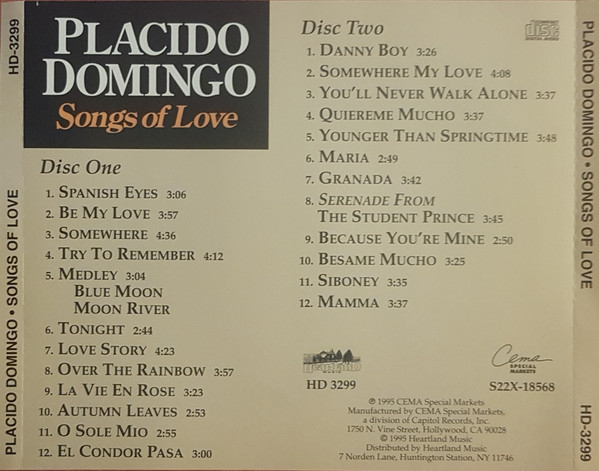 HD-3299
PLACIDO DOMINGO • SONGS OF LOVE
PLACIDO
DOMINGO
Songs of Love
Disc One
1. SPANISH EYES 3:06
2. BE MY LOVE 3:57
3. SOMEWHERE 4:36
4. TRY TO REMEMBER 4:12
5. MEDLEY 3:04
BLUE MOON
MOON RIVER
6. TONIGHT 2:44
7. LOVE STORY 4:23
8. OVER THE RAINBOW 3:57
9. LA VIE EN ROSE 3:23
10. AUTUMN LEAVES 2:53
11. O SOLE MIO 2:55
12. EL CONDOR PASA 3:00
Disc Two
1. DANNY BOY 3:26
2. SOMEWHERE MY LOVE 4:08
3. YOU'LL NEVER WALK ALONE 3:37
4. QUIEREME MUCHO 3:37
5. YOUNGER THAN SPRINGTIME 3:48
6. MARIA 2:49
7. GRANADA 3:42
8. SERENADE FROM
THE STUDENT PRINCE 3:45
9. BECAUSE YOU'RE MINE 2:50
10. BESAME MUCHO 3:25
11. SIBONEY 3:35
12. MAMMA 3:37
COMPACT
disc
DIGITAL AUDIO
HEARTLAND
HD 3299
Cema
SPECIAL
MARKETS
S22X-18568
℗ 1995 CEMA Special Markets
Manufactured by CEMA Special Markets,
a division of Capitol Records, Inc.
1750 N. Vine Street, Hollywood, CA 90028
© 1995 Heartland Music
Distributed by Heartland Music
7 Norden Lane, Huntington Station, NY 11746
PLACIDO DOMINGO • SONGS OF LOVE
HD-3299